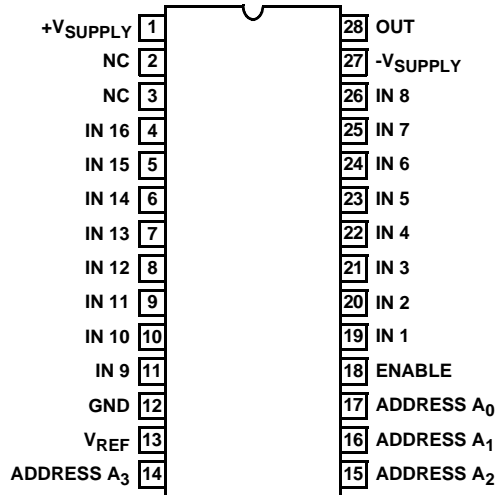 +VSUPPLY 1 28 OUT
NC 2 27 -VSUPPLY
NC 3 26 IN 8
IN 16 4 25 IN 7
IN 15 5 24 IN 6
IN 14 6 23 IN 5
IN 13 7 22 IN 4
IN 12 8 21 IN 3
IN 11 9 20 IN 2
IN 10 10 19 IN 1
IN 9 11 18 ENABLE
GND 12 17 ADDRESS A0
VREF 13 16 ADDRESS A1
ADDRESS A3 14 15 ADDRESS A2